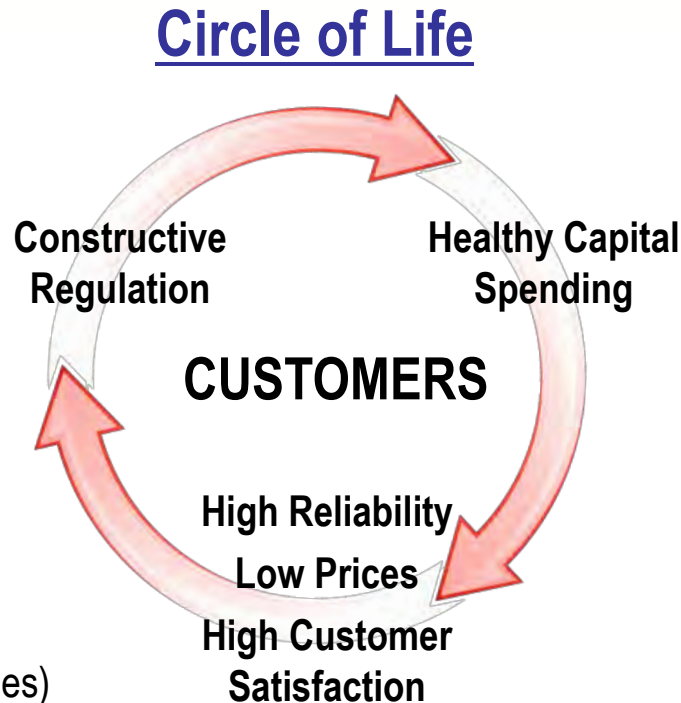 Circle of Life
Constructive
Regulation
Healthy Capital
Spending
CUSTOMERS
High Reliability
Low Prices
High Customer
Satisfaction
es)